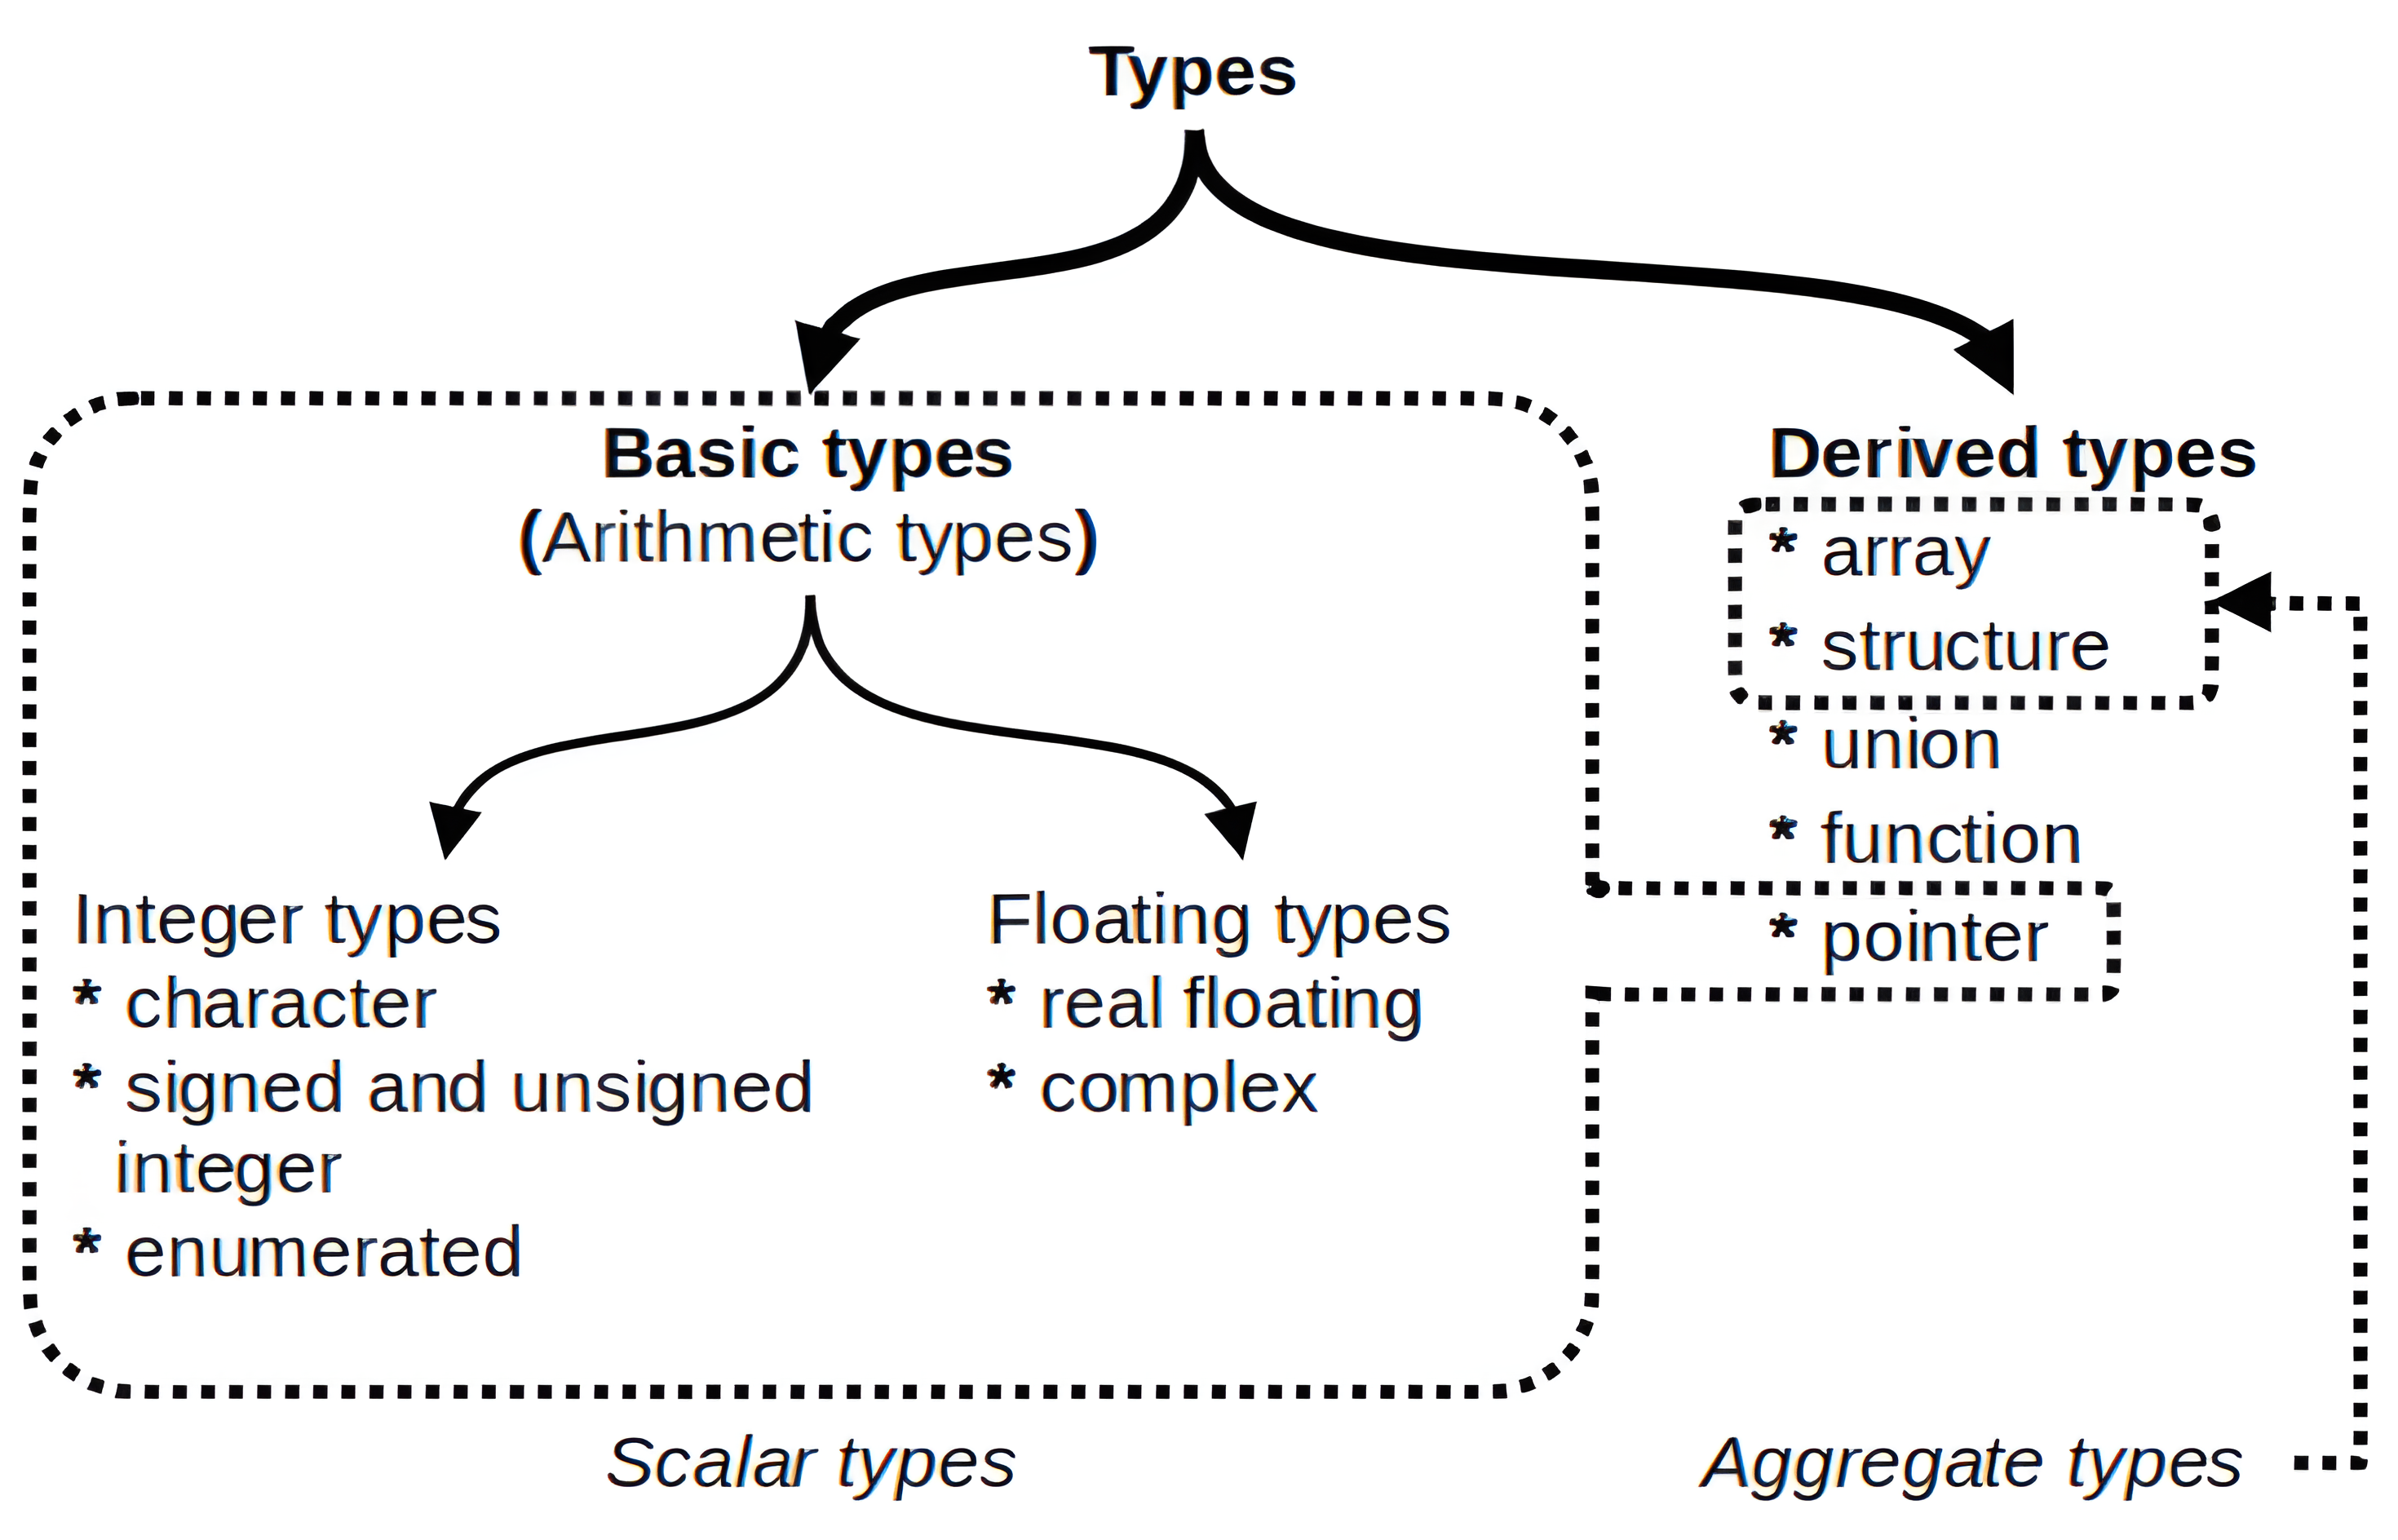 Types
Basic types
(Arithmetic types)
Integer types
* character
* signed and unsigned
integer
* enumerated
Floating types
* real floating
* complex
Derived types
* array
* structure
* union
* function
* pointer
Scalar types
Aggregate types